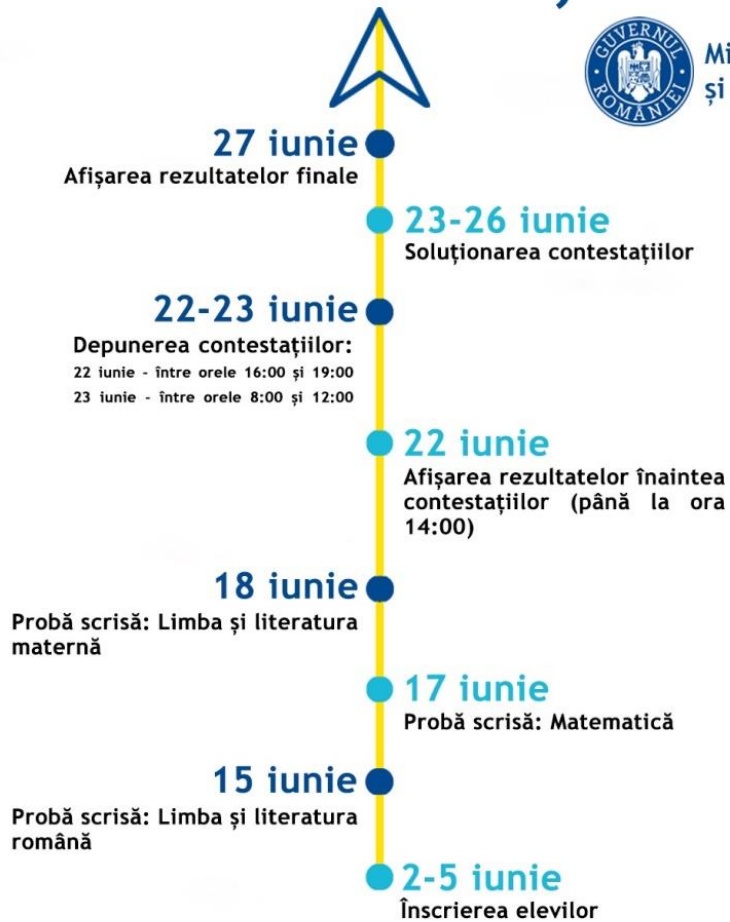 GUVERNUL ROMÂNIEI
și
27 iunie
Afișarea rezultatelor finale
23-26 iunie
Soluționarea contestațiilor
22-23 iunie
Depunerea contestațiilor:
22 iunie - între orele 16:00 și 19:00
23 iunie - între orele 8:00 și 12:00
22 iunie
Afișarea rezultatelor înaintea
contestațiilor (până la ora
14:00)
18 iunie
Probă scrisă: Limba și literatura
maternă
17 iunie
Probă scrisă: Matematică
15 iunie
Probă scrisă: Limba și literatura
română
2-5 iunie
Înscrierea elevilor